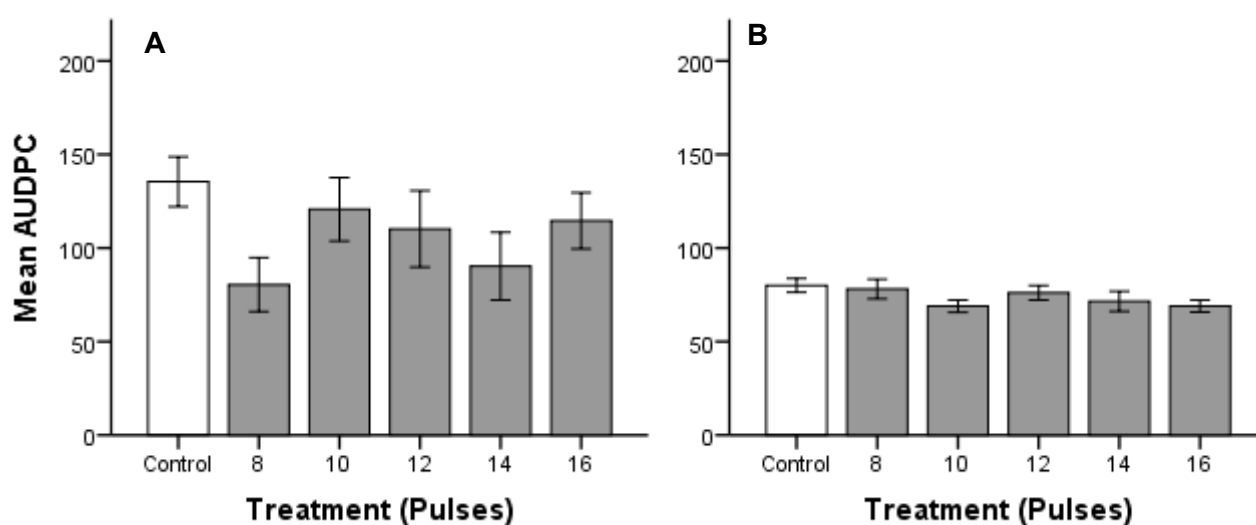 A
B
Mean AUDPC
200
150
100
50
0
Control 8 10 12 14 16
Treatment (Pulses)
200
150
100
50
0
Control 8 10 12 14 16
Treatment (Pulses)